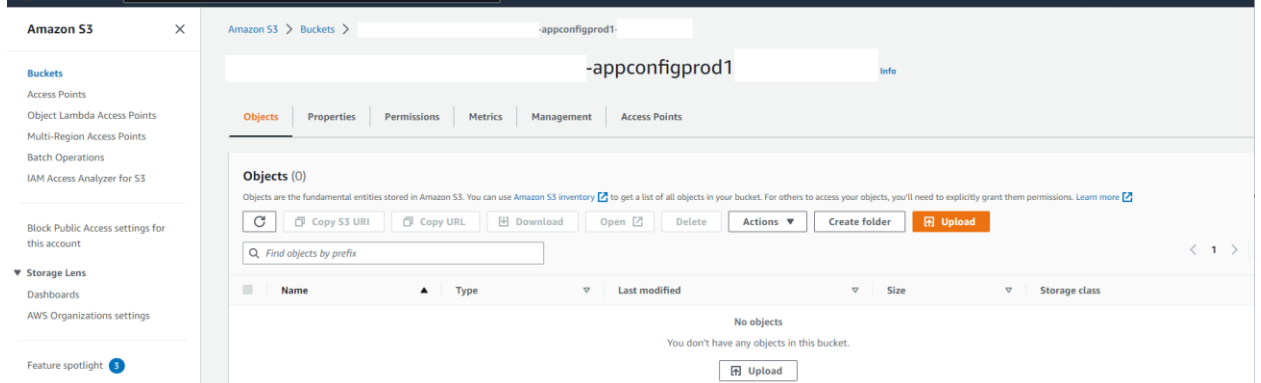 Amazon S3
Amazon S3 > Buckets > -appconfigprod1-
-appconfigprod1
Info
Buckets
Access Points
Object Lambda Access Points
Multi-Region Access Points
Batch Operations
IAM Access Analyzer for S3
Block Public Access settings for
this account
Storage Lens
Dashboards
AWS Organizations settings
Feature spotlight 3
Objects Properties Permissions Metrics Management Access Points
Objects (0)
Objects are the fundamental entities stored in Amazon S3. You can use Amazon S3 inventory to get a list of all objects in your bucket. For others to access your objects, you'll need to explicitly grant them permissions. Learn more
Copy S3 URI Copy URL Download Open Delete Actions Create folder Upload
Find objects by prefix
< 1 >
Name Type Last modified Size Storage class
No objects
You don't have any objects in this bucket.
Upload